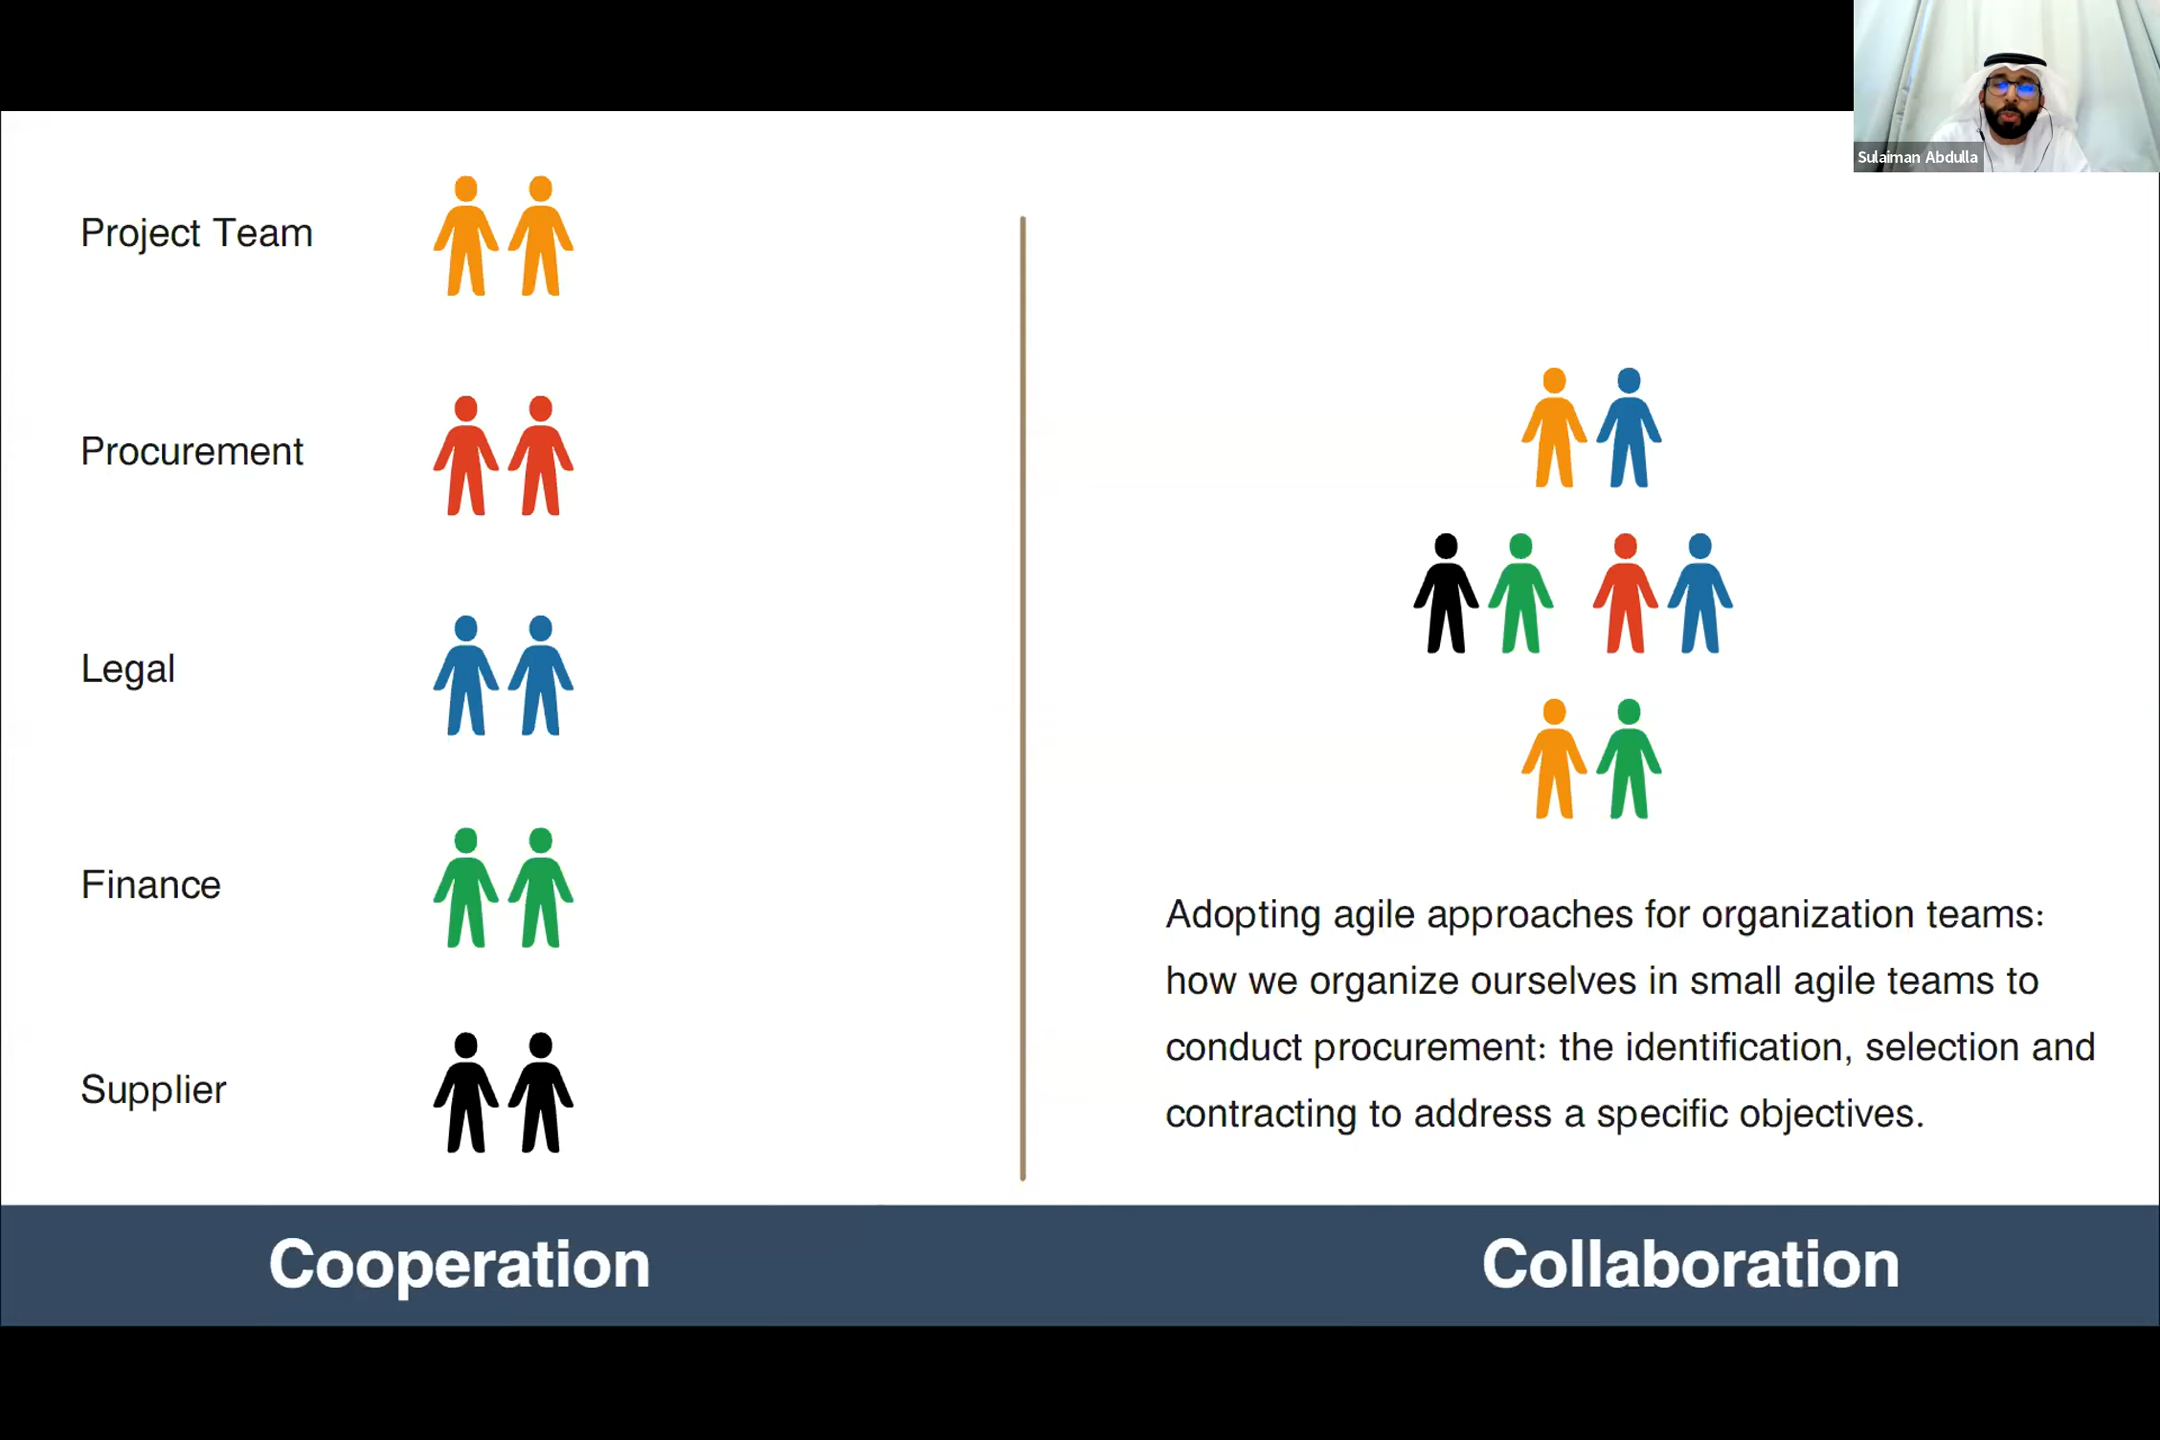 Sulaiman Abdulla
Project Team
Procurement
Legal
Finance
Supplier
Adopting agile approaches for organization teams:
how we organize ourselves in small agile teams to
conduct procurement: the identification, selection and
contracting to address a specific objectives.
Cooperation
Collaboration